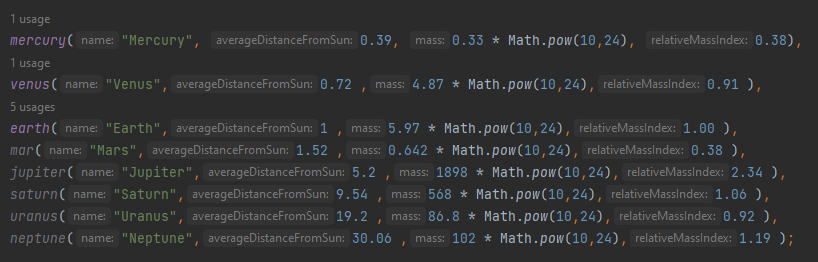 1 usage
mercury( name: "Mercury", averageDistanceFromSun: 0.39, mass: 0.33 * Math.pow(10,24), relativeMassIndex: 0.38),
1 usage
venus( name: "Venus", averageDistanceFromSun: 0.72 , mass: 4.87 * Math.pow(10,24), relativeMassIndex: 0.91 ),
5 usages
earth( name: "Earth", averageDistanceFromSun: 1 , mass: 5.97 * Math.pow(10,24), relativeMassIndex: 1.00 ),
mar( name: "Mars", averageDistanceFromSun: 1.52 , mass: 0.642 * Math.pow(10,24), relativeMassIndex: 0.38 ),
jupiter( name: "Jupiter", averageDistanceFromSun: 5.2 , mass: 1898 * Math.pow(10,24), relativeMassIndex: 2.34 ),
saturn( name: "Saturn", averageDistanceFromSun: 9.54 , mass: 568 * Math.pow(10,24), relativeMassIndex: 1.06 ),
uranus( name: "Uranus", averageDistanceFromSun: 19.2 , mass: 86.8 * Math.pow(10,24), relativeMassIndex: 0.92 ),
neptune( name: "Neptune", averageDistanceFromSun: 30.06 , mass: 102 * Math.pow(10,24), relativeMassIndex: 1.19 );